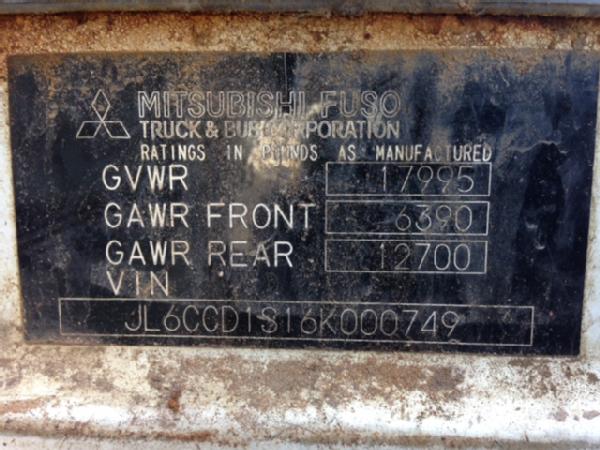 MITSUBISHI FUSO
TRUCK & BUS CORPORATION
RATINGS IN POUNDS AS MANUFACTURED
GVWR 17995
GAWR FRONT 6390
GAWR REAR 12700
VIN
JL6CCD1S16K000749